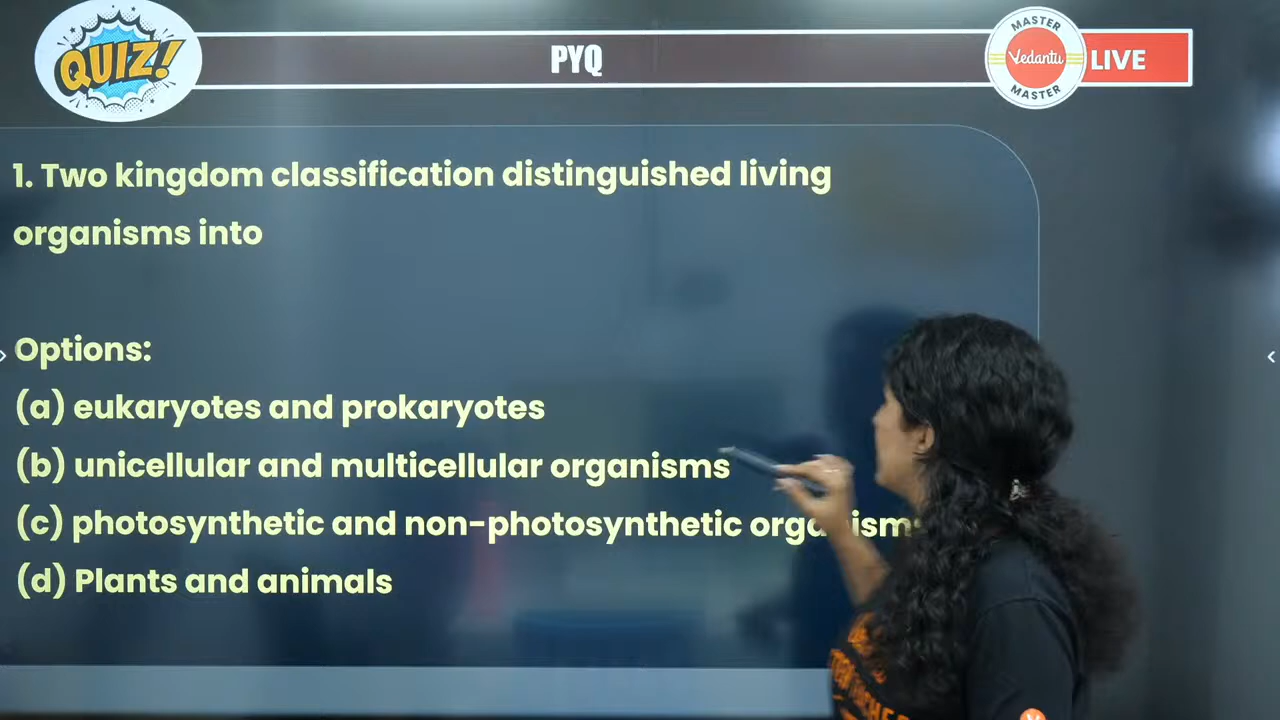 QUIZ!
PYQ
MASTER
Vedantu
MASTER
LIVE
1. Two kingdom classification distinguished living
organisms into
Options:
(a) eukaryotes and prokaryotes
(b) unicellular and multicellular organisms
(c) photosynthetic and non-photosynthetic
(d) Plants and animals